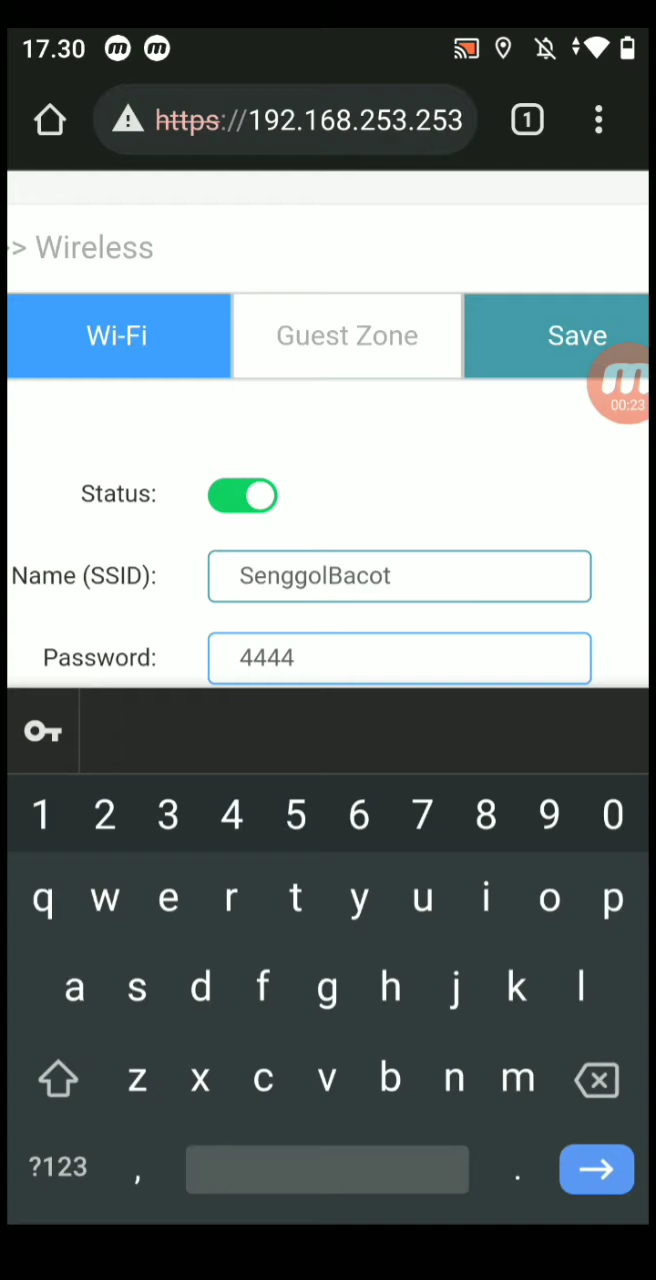 17.30
https://192.168.253.253
1
> Wireless
Wi-Fi
Guest Zone
Save
00:23
Status:
Name (SSID):
SenggolBacot
Password:
4444
1 2 3 4 5 6 7 8 9 0
q w e r t y u i o p
a s d f g h j k l
z x c v b n m
?123 , .